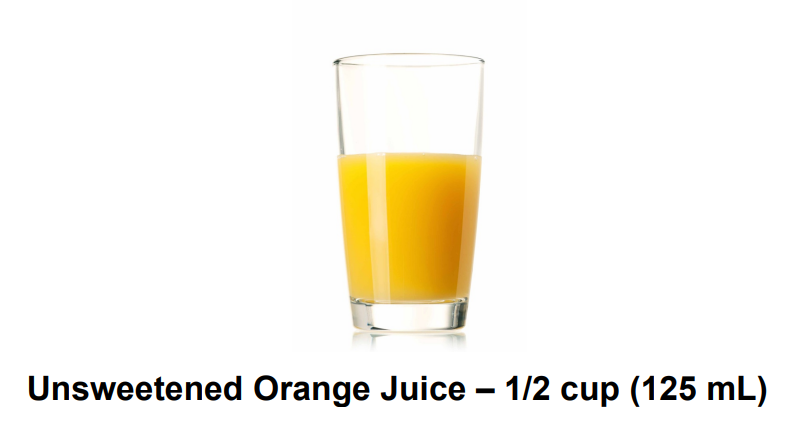 Unsweetened Orange Juice – 1/2 cup (125 mL)